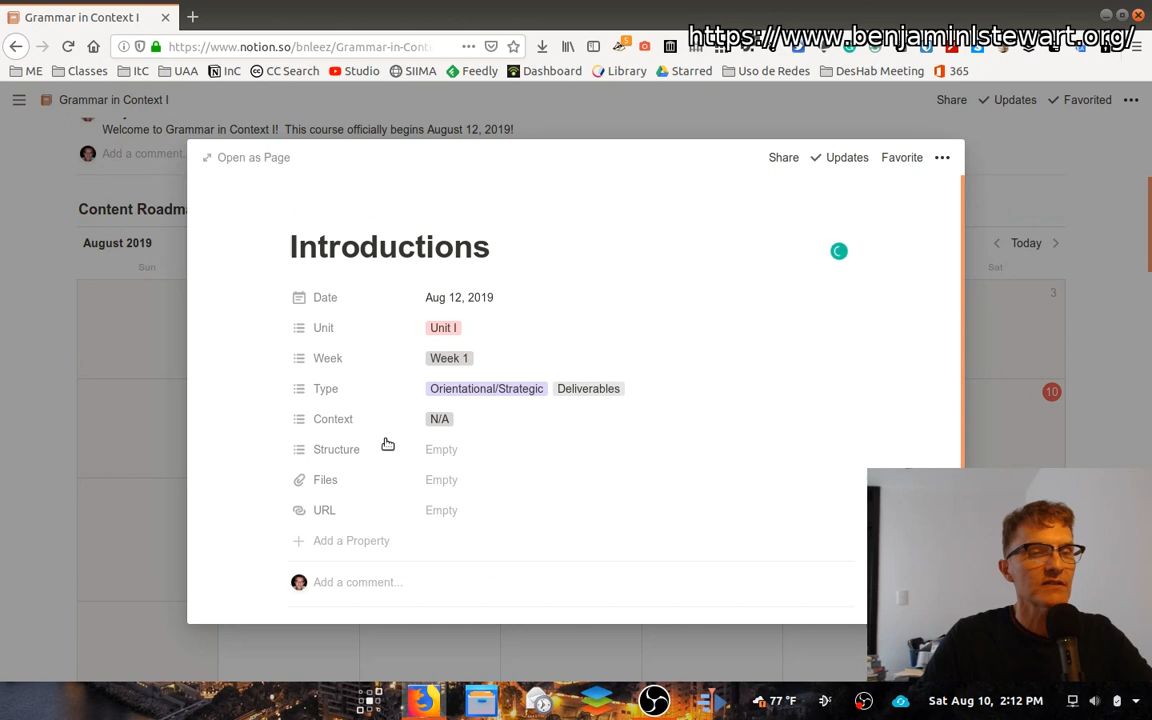 Grammar in Context I
https://www.benjaminlstewart.org/
https://www.notion.so/bnleez/Grammar-in-Conte
5
ME Classes ItC UAA InC CC Search Studio SIIMA Feedly Dashboard Library Starred Uso de Redes DesHab Meeting 365
Grammar in Context I Share Updates Favorited
Welcome to Grammar in Context I! This course officially begins August 12, 2019!
Add a comment.
Open as Page Share Updates Favorite
Content Roadma
August 2019 Today
Sun Sat
3
10
Introductions
Date Aug 12, 2019
Unit Unit I
Week Week 1
Type Orientational/Strategic Deliverables
Context N/A
Structure Empty
Files Empty
URL Empty
Add a Property
Add a comment...
77 °F Sat Aug 10, 2:12 PM